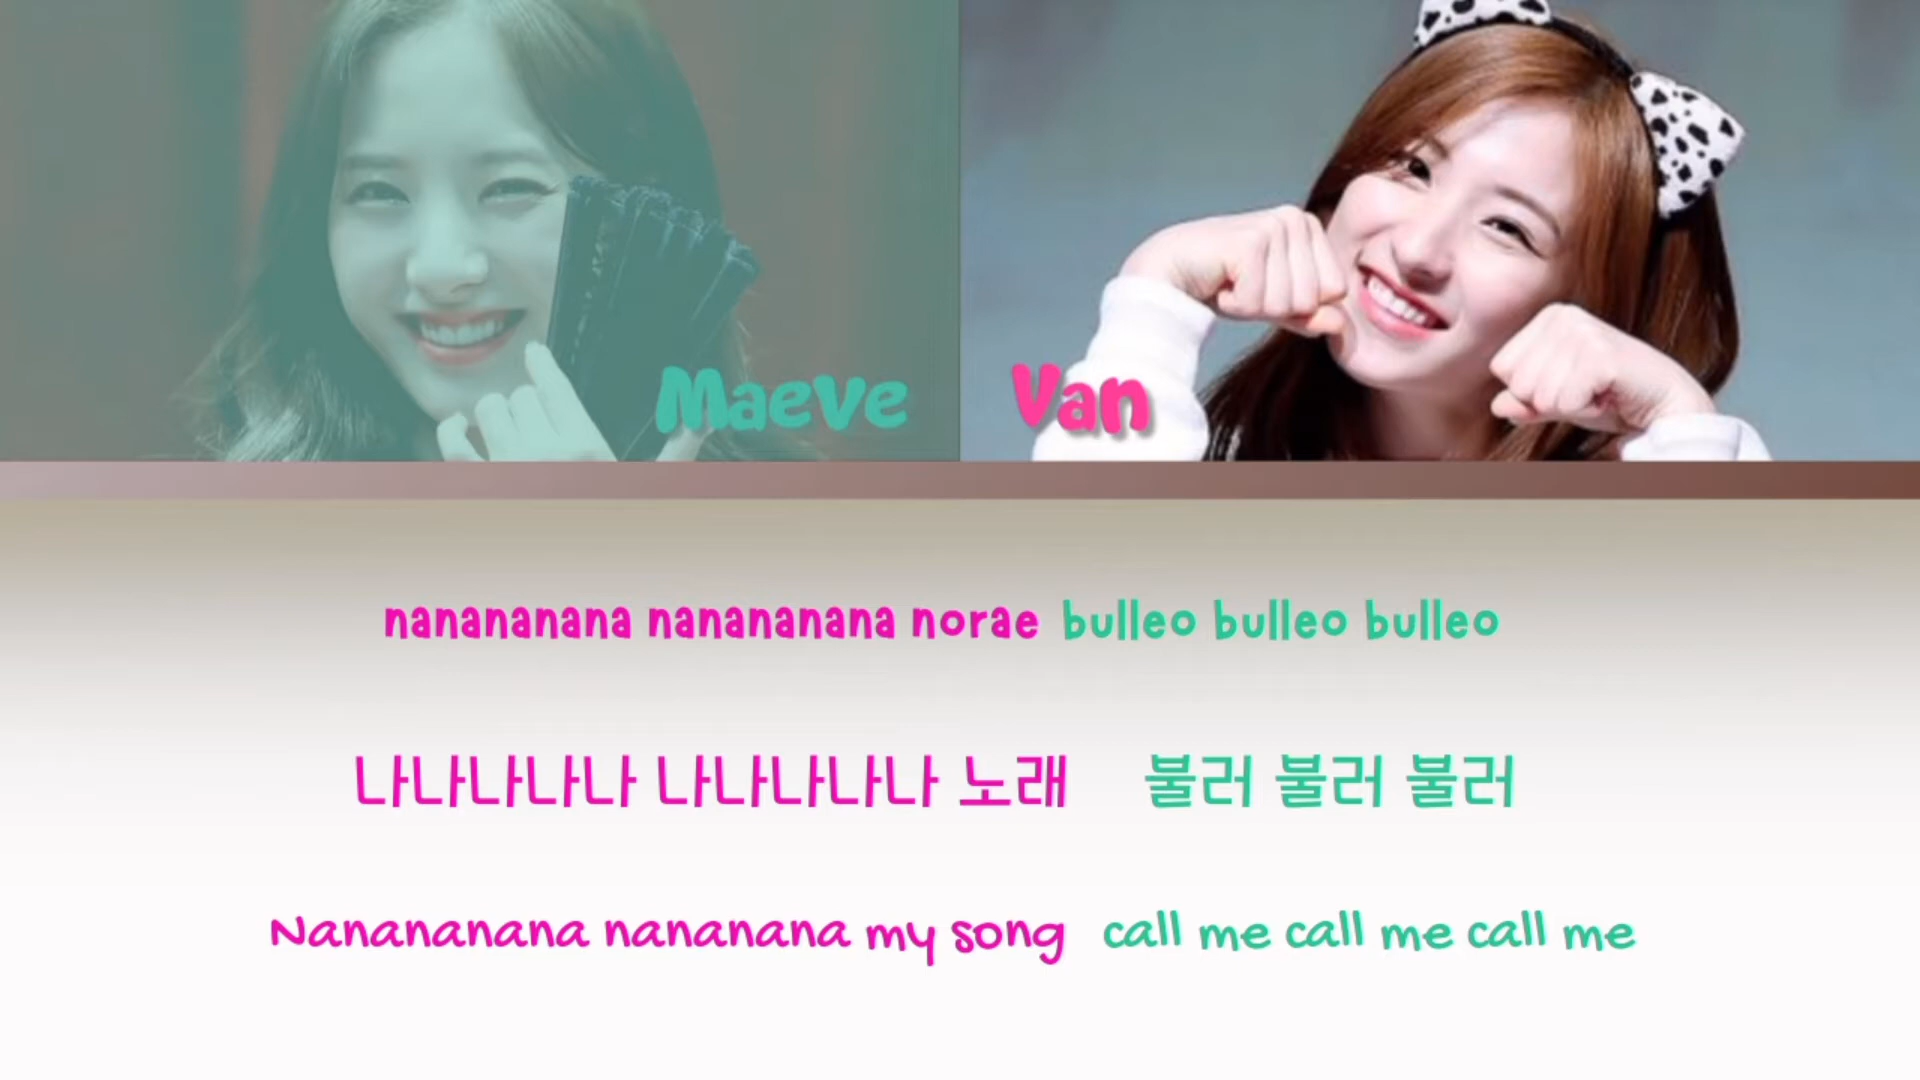 Maeve Van
nanananana nanananana norae bulleo bulleo bulleo
나나나나나 나나나나나 노래 불러 불러 불러
Nanananana nanananana my song call me call me call me